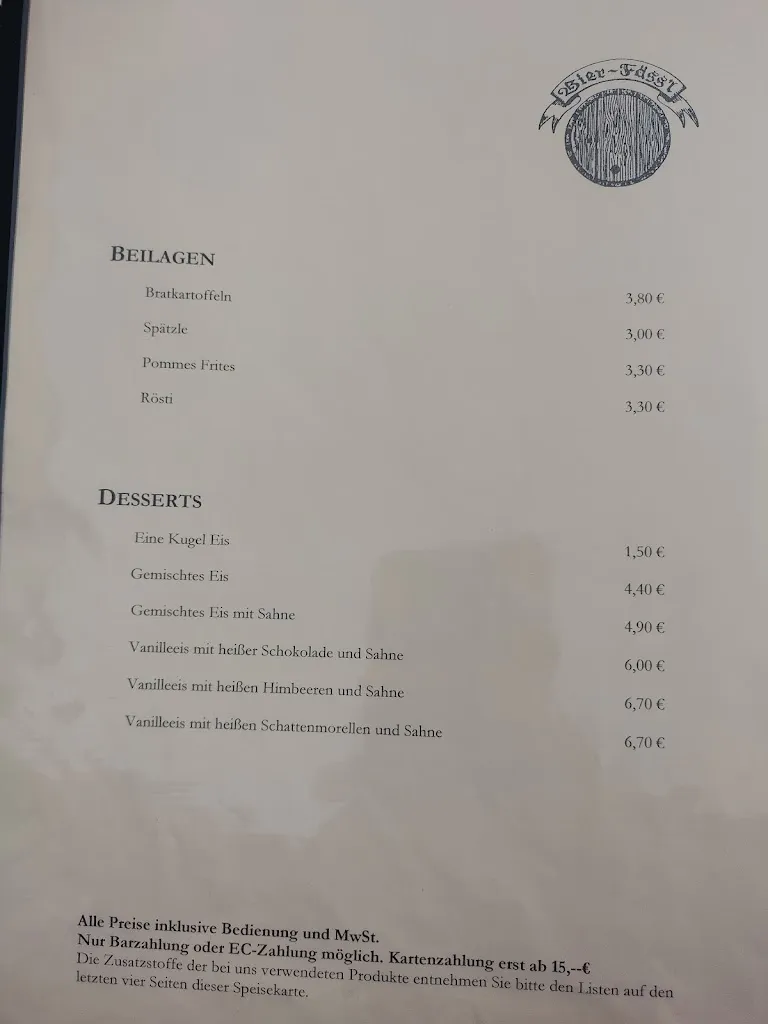 Bier-Fässl
BEILAGEN
Bratkartoffeln 3,80 €
Spätzle 3,00 €
Pommes Frites 3,30 €
Rösti 3,30 €
DESSERTS
Eine Kugel Eis 1,50 €
Gemischtes Eis 4,40 €
Gemischtes Eis mit Sahne 4,90 €
Vanilleeis mit heißer Schokolade und Sahne 6,00 €
Vanilleeis mit heißen Himbeeren und Sahne 6,70 €
Vanilleeis mit heißen Schattenmorellen und Sahne 6,70 €
Alle Preise inklusive Bedienung und MwSt.
Nur Barzahlung oder EC-Zahlung möglich. Kartenzahlung erst ab 15,--€
Die Zusatzstoffe der bei uns verwendeten Produkte entnehmen Sie bitte den Listen auf den
letzten vier Seiten dieser Speisekarte.